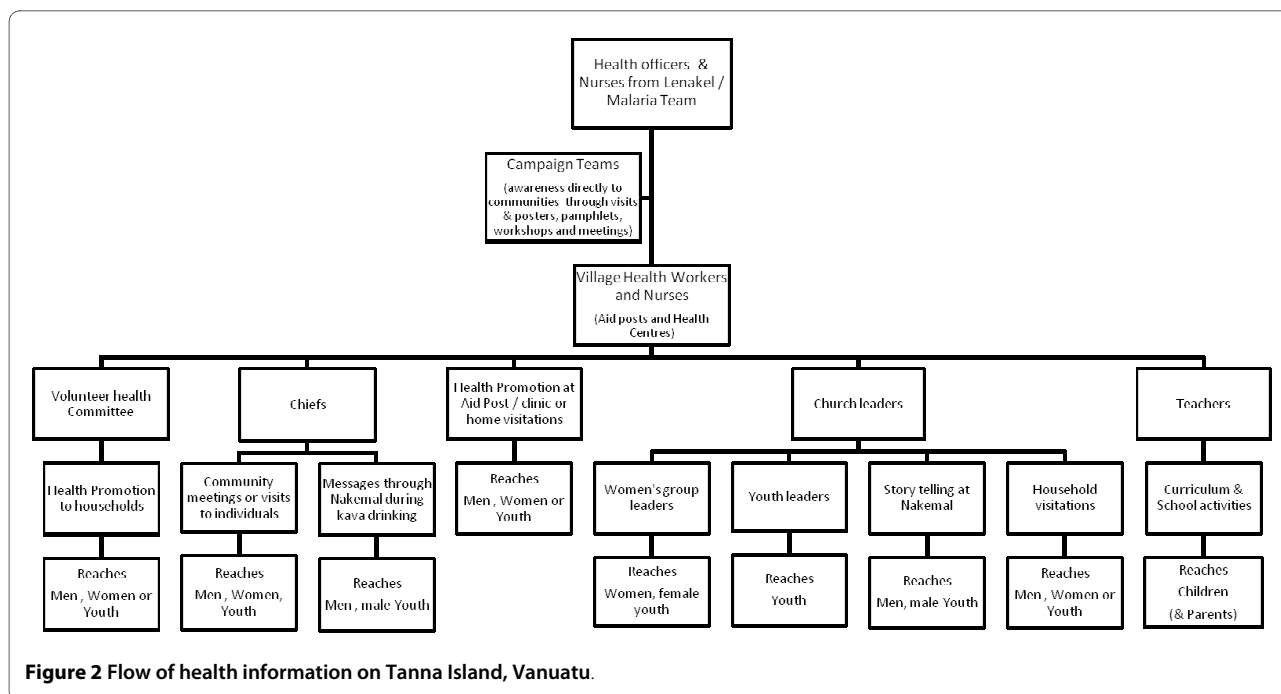 Health officers &
Nurses from Lenakel /
Malaria Team
Campaign Teams
(awareness directly to
communities through visits
& posters, pamphlets,
workshops and meetings)
Village Health Workers
and Nurses
(Aid posts and Health
Centres)
Volunteer health
Committee
Chiefs
Health Promotion at
Aid Post / clinic or
home visitations
Church leaders
Teachers
Health Promotion
to households
Community
meetings or visits
to individuals
Messages through
Nakemal during
kava drinking
Reaches
Men , Women or
Youth
Women's group
leaders
Youth leaders
Story telling at
Nakemal
Household
visitations
Curriculum &
School activities
Reaches
Men , Women or
Youth
Reaches
Men , Women,
Youth
Reaches
Men , male Youth
Reaches
Women, female
youth
Reaches
Youth
Reaches
Men, male Youth
Reaches
Men , Women or
Youth
Reaches
Children
(& Parents)
Figure 2 Flow of health information on Tanna Island, Vanuatu.